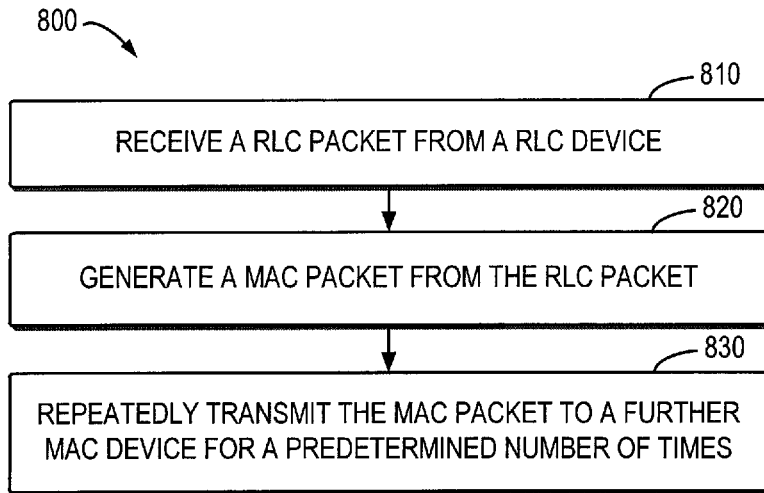 800
810
RECEIVE A RLC PACKET FROM A RLC DEVICE
820
GENERATE A MAC PACKET FROM THE RLC PACKET
830
REPEATEDLY TRANSMIT THE MAC PACKET TO A FURTHER
MAC DEVICE FOR A PREDETERMINED NUMBER OF TIMES